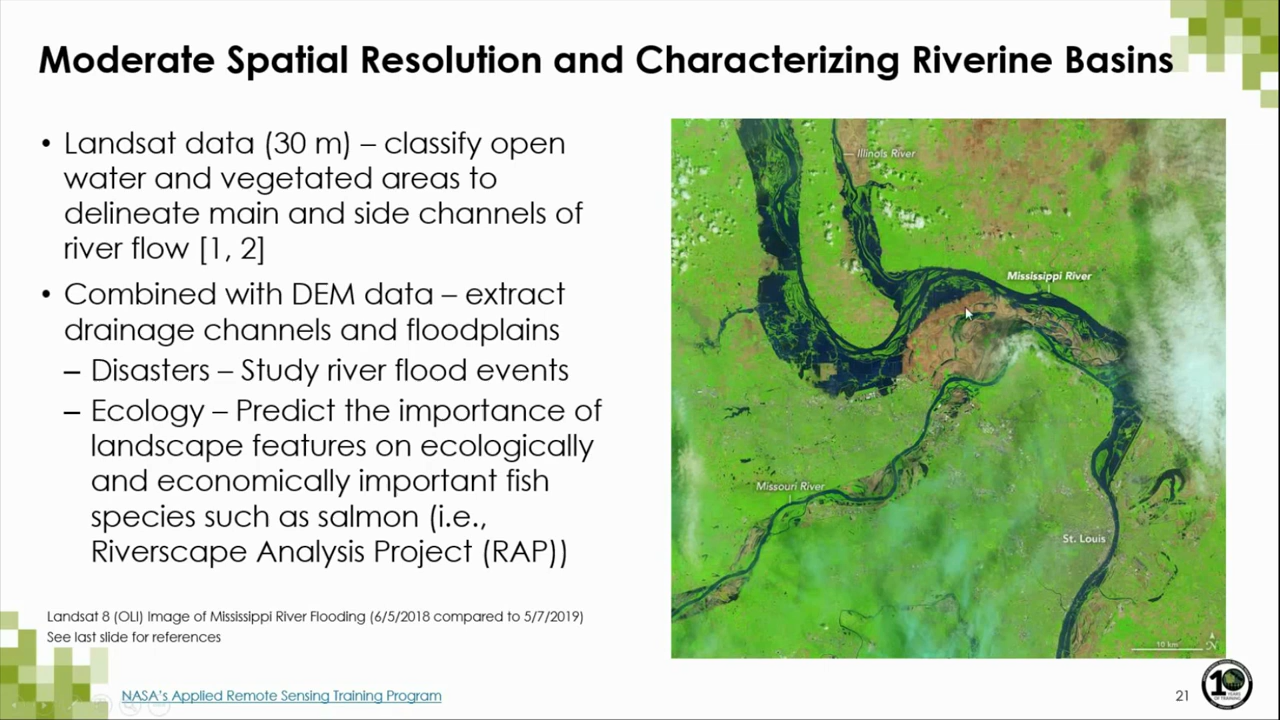 Moderate Spatial Resolution and Characterizing Riverine Basins
• Landsat data (30 m) – classify open
water and vegetated areas to
delineate main and side channels of
river flow [1, 2]
• Combined with DEM data – extract
drainage channels and floodplains
– Disasters – Study river flood events
– Ecology – Predict the importance of
landscape features on ecologically
and economically important fish
species such as salmon (i.e.,
Riverscape Analysis Project (RAP))
Illinois River
Mississippi River
Missouri River
St. Louis
10 km
N
Landsat 8 (OLI) Image of Mississippi River Flooding (6/5/2018 compared to 5/7/2019)
See last slide for references
NASA's Applied Remote Sensing Training Program
21